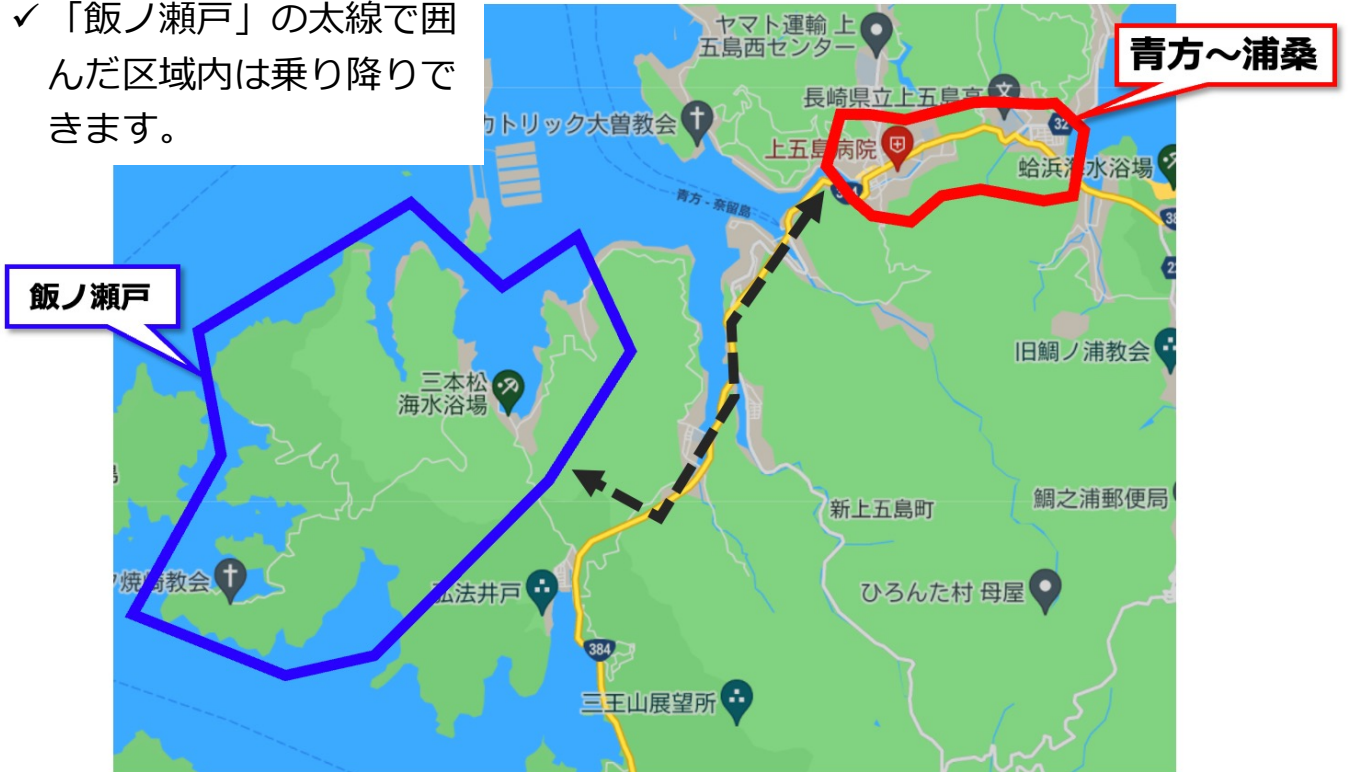 ✓ 「飯ノ瀬戸」の太線で囲
んだ区域内は乗り降りで
きます。
ヤマト運輸 上
五島西センター
青方～浦桑
長崎県立上五島高
32
カトリック大曽教会
上五島病院
蛤浜海水浴場
青方 - 奈留島
38
22
飯ノ瀬戸
旧鯛ノ浦教会
三本松
海水浴場
新上五島町
鯛之浦郵便局
焼崎教会
弘法井戸
ひろんた村 母屋
384
三王山展望所